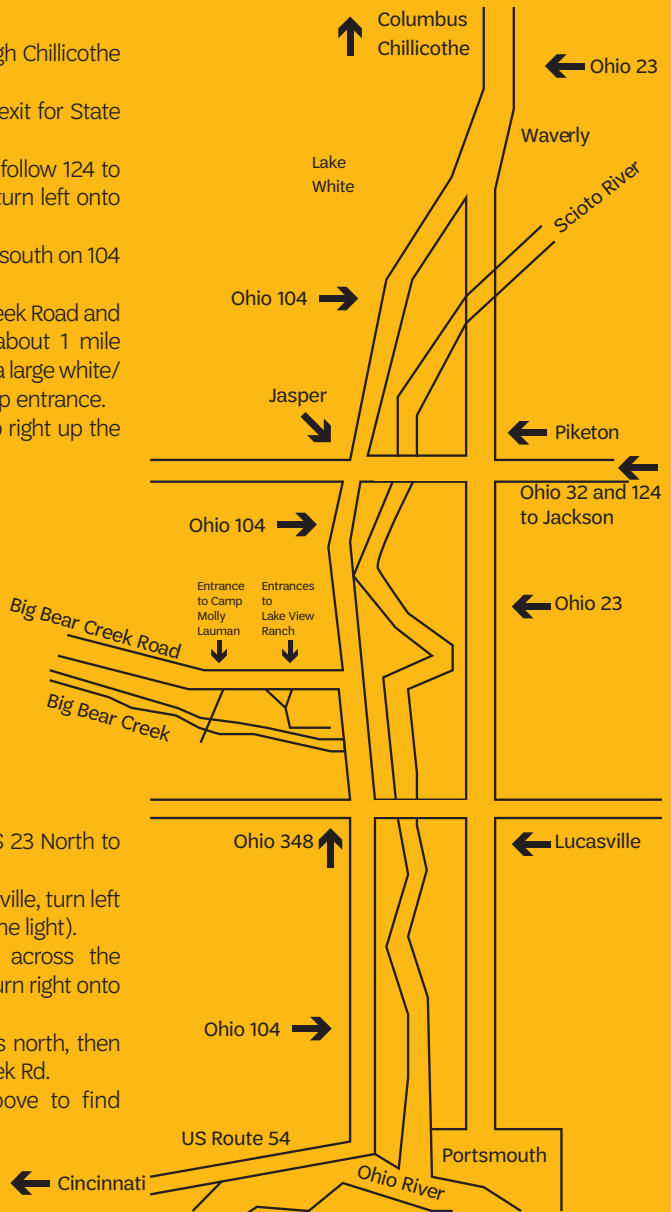 gh Chillicothe
exit for State
follow 124 to
turn left onto
south on 104
eek Road and
about 1 mile
a large white/
p entrance.
right up the
S 23 North to
ville, turn left
he light).
across the
urn right onto
s north, then
ek Rd.
ove to find
Columbus
Chillicothe
Ohio 23
Waverly
Lake
White
Scioto River
Ohio 104
Jasper
Piketon
Ohio 32 and 124
to Jackson
Ohio 104
Entrance
to Camp
Molly
Lauman
Entrances
to
Lake View
Ranch
Ohio 23
Big Bear Creek Road
Big Bear Creek
Ohio 348
Lucasville
Ohio 104
US Route 54
Portsmouth
Cincinnati
Ohio River